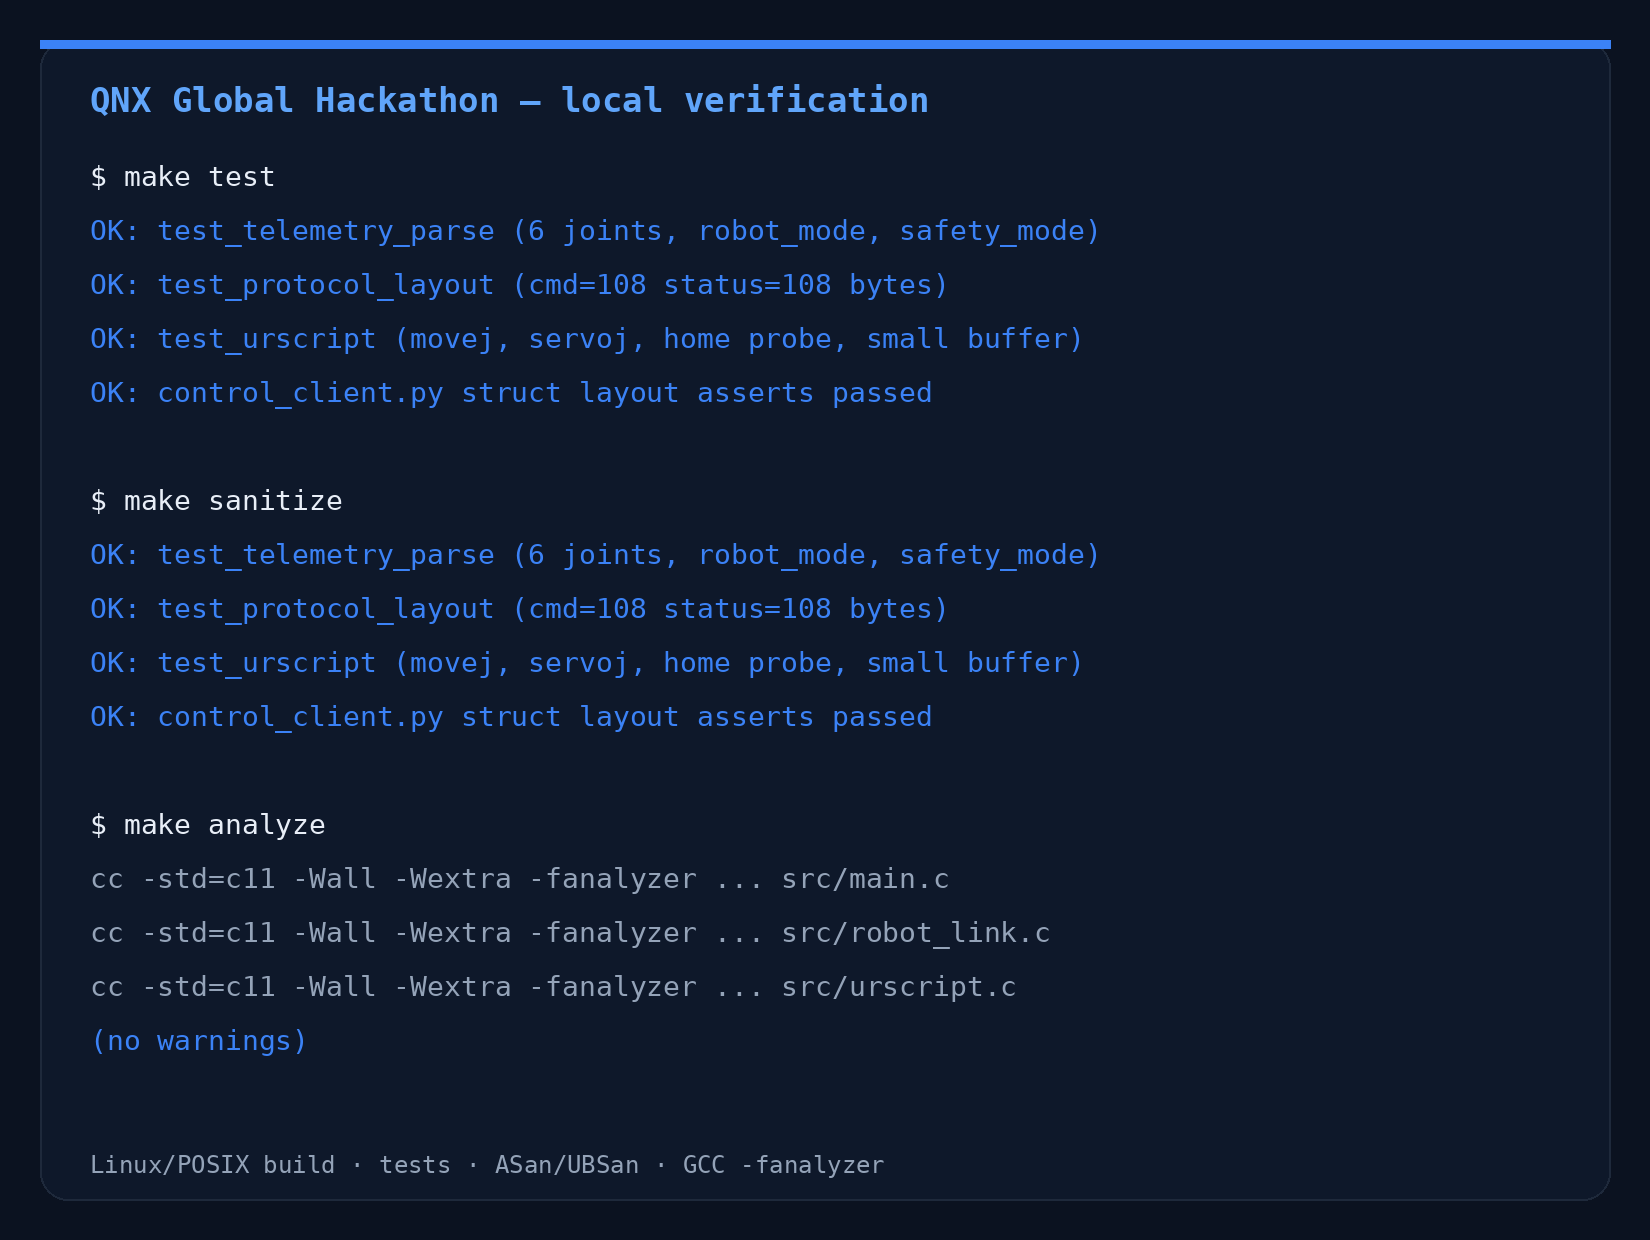 QNX Global Hackathon — local verification
$ make test
OK: test_telemetry_parse (6 joints, robot_mode, safety_mode)
OK: test_protocol_layout (cmd=108 status=108 bytes)
OK: test_urscript (movej, servoj, home probe, small buffer)
OK: control_client.py struct layout asserts passed
$ make sanitize
OK: test_telemetry_parse (6 joints, robot_mode, safety_mode)
OK: test_protocol_layout (cmd=108 status=108 bytes)
OK: test_urscript (movej, servoj, home probe, small buffer)
OK: control_client.py struct layout asserts passed
$ make analyze
cc -std=c11 -Wall -Wextra -fanalyzer ... src/main.c
cc -std=c11 -Wall -Wextra -fanalyzer ... src/robot_link.c
cc -std=c11 -Wall -Wextra -fanalyzer ... src/urscript.c
(no warnings)
Linux/POSIX build · tests · ASan/UBSan · GCC -fanalyzer